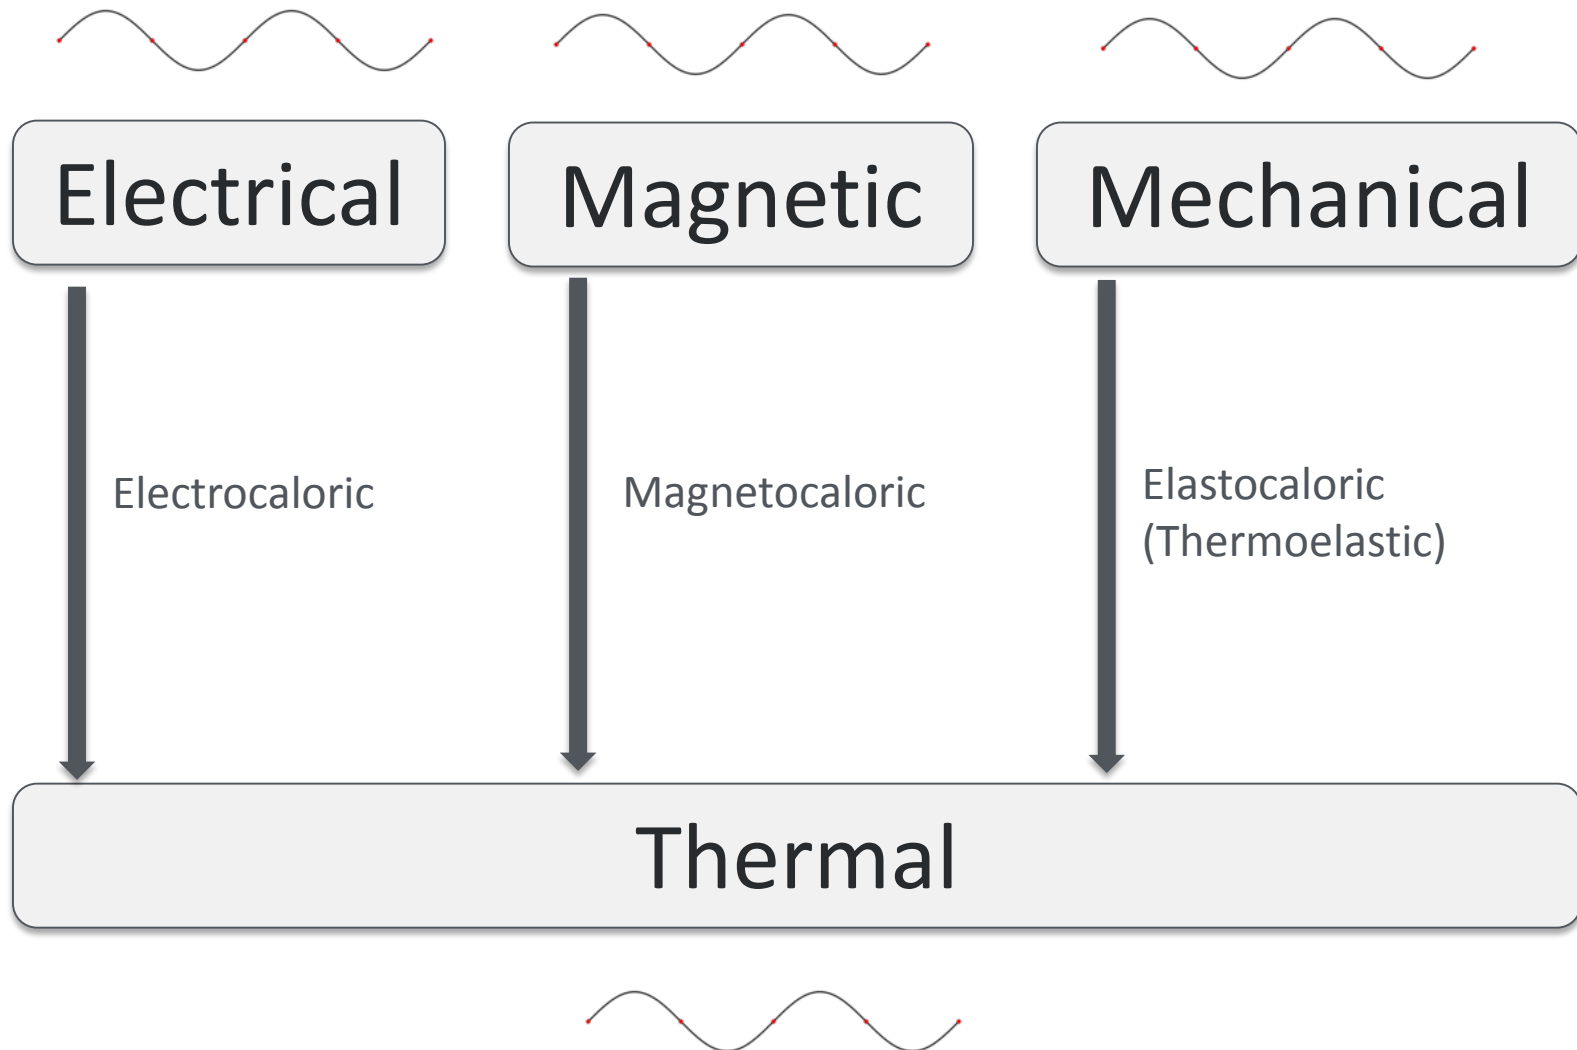 Electrical
Magnetic
Mechanical
Electrocaloric
Magnetocaloric
Elastocaloric
(Thermoelastic)
Thermal